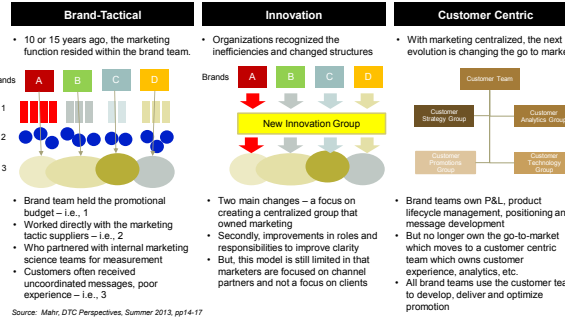 Brand-Tactical
• 10 or 15 years ago, the marketing
function resided within the brand team.
A B C D
1
2
3
• Brand team held the promotional
budget – i.e., 1
• Worked directly with the marketing
tactic suppliers – i.e., 2
• Who partnered with internal marketing
science teams for measurement
• Customers often received
uncoordinated messages, poor
experience – i.e., 3
Source: Mahr, DTC Perspectives, Summer 2013, pp14-17
Innovation
• Organizations recognized the
inefficiencies and changed structures
Brands A B C D
New Innovation Group
• Two main changes – a focus on
creating a centralized group that
owned marketing
• Secondly, improvements in roles and
responsibilities to improve clarity
• But, this model is still limited in that
marketers are focused on channel
partners and not a focus on clients
Customer Centric
• With marketing centralized, the next
evolution is changing the go to marke
Customer Team
Customer
Strategy Group
Customer
Analytics Group
Customer
Promotions
Group
Customer
Technology
Group
• Brand teams own P&L, product
lifecycle management, positioning an
message development
• But no longer own the go-to-market
which moves to a customer centric
team which owns customer
experience, analytics, etc.
• All brand teams use the customer tea
to develop, deliver and optimize
promotion